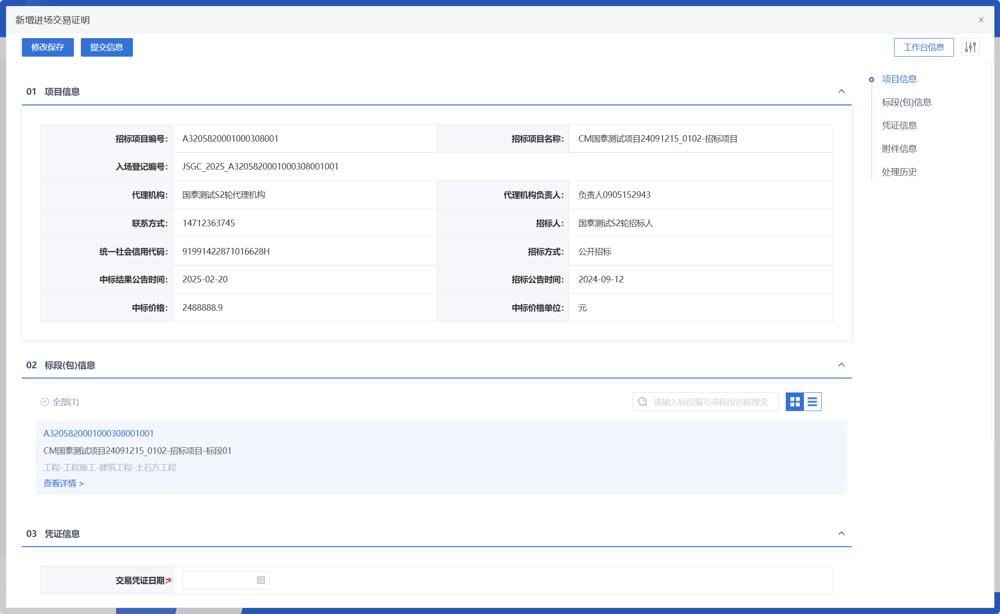 新增进场交易证明
×
修改保存
提交信息
工作台信息
01 项目信息
招标项目编号：
A3205820001000308001
招标项目名称：
CM国泰测试项目24091215_0102-招标项目
入场登记编号：
JSGC_2025_A3205820001000308001001
代理机构：
国泰测试S2轮代理机构
代理机构负责人：
负责人0905152943
联系方式：
14712363745
招标人：
国泰测试S2轮招标人
统一社会信用代码：
91991422871016628H
招标方式：
公开招标
中标结果公告时间：
2025-02-20
招标公告时间：
2024-09-12
中标价格：
2488888.9
中标价格单位：
元
02 标段(包)信息
全部(1)
请输入标段编号或标段名称搜索
A3205820001000308001001
CM国泰测试项目24091215_0102-招标项目-标段01
工程-工程施工-建筑工程-土石方工程
查看详情 >
03 凭证信息
交易凭证日期:*
项目信息
标段(包)信息
凭证信息
附件信息
处理历史